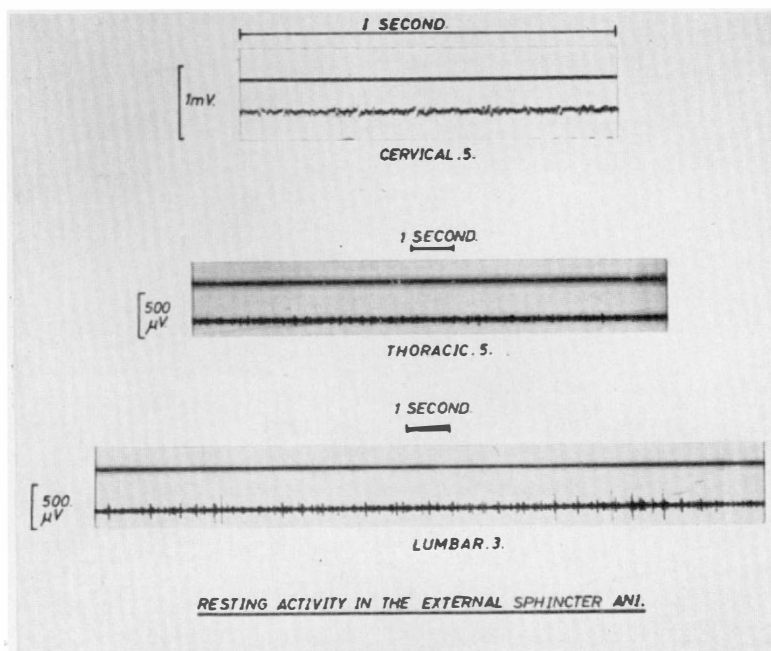 1 SECOND.
1mV.
CERVICAL.5.
1 SECOND.
500
μV.
THORACIC.5.
1 SECOND.
500.
μV
LUMBAR.3.
RESTING ACTIVITY IN THE EXTERNAL SPHINCTER ANI.